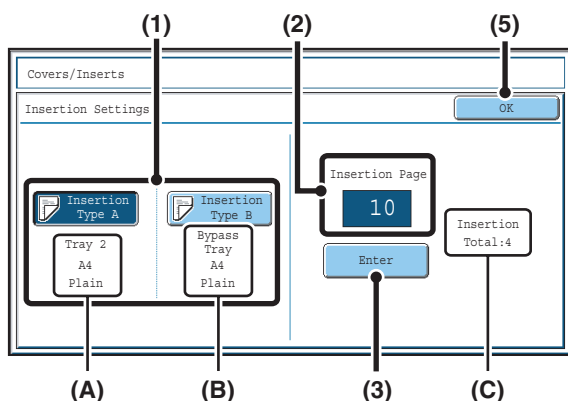 (1)
(2)
(5)
Covers/Inserts
Insertion Settings
OK
Insertion
Type A
Insertion
Type B
Tray 2
A4
Plain
Bypass
Tray
A4
Plain
Insertion Page
10
Enter
Insertion
Total:4
(A)
(B)
(3)
(C)